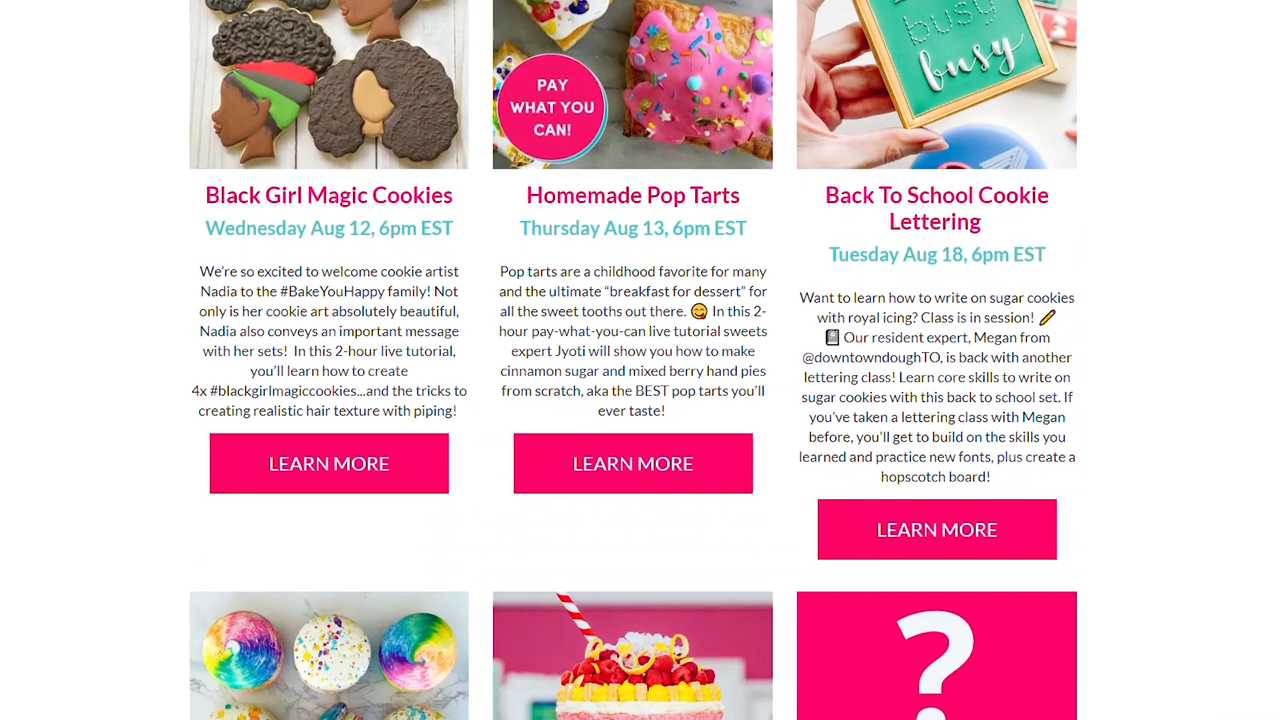 busy
busy
PAY
WHAT YOU
CAN!
Black Girl Magic Cookies
Wednesday Aug 12, 6pm EST
We're so excited to welcome cookie artist
Nadia to the #BakeYouHappy family! Not
only is her cookie art absolutely beautiful,
Nadia also conveys an important message
with her sets!  In this 2-hour live tutorial,
you'll learn how to create
4x #blackgirlmagiccookies...and the tricks to
creating realistic hair texture with piping!
LEARN MORE
Homemade Pop Tarts
Thursday Aug 13, 6pm EST
Pop tarts are a childhood favorite for many
and the ultimate “breakfast for dessert” for
all the sweet tooths out there. 😋 In this 2-
hour pay-what-you-can live tutorial sweets
expert Jyoti will show you how to make
cinnamon sugar and mixed berry hand pies
from scratch, aka the BEST pop tarts you'll
ever taste!
LEARN MORE
Back To School Cookie
Lettering
Tuesday Aug 18, 6pm EST
Want to learn how to write on sugar cookies
with royal icing? Class is in session! ✏️
📓 Our resident expert, Megan from
@downtowndoughTO, is back with another
lettering class! Learn core skills to write on
sugar cookies with this back to school set. If
you've taken a lettering class with Megan
before, you'll get to build on the skills you
learned and practice new fonts, plus create a
hopscotch board!
LEARN MORE
?